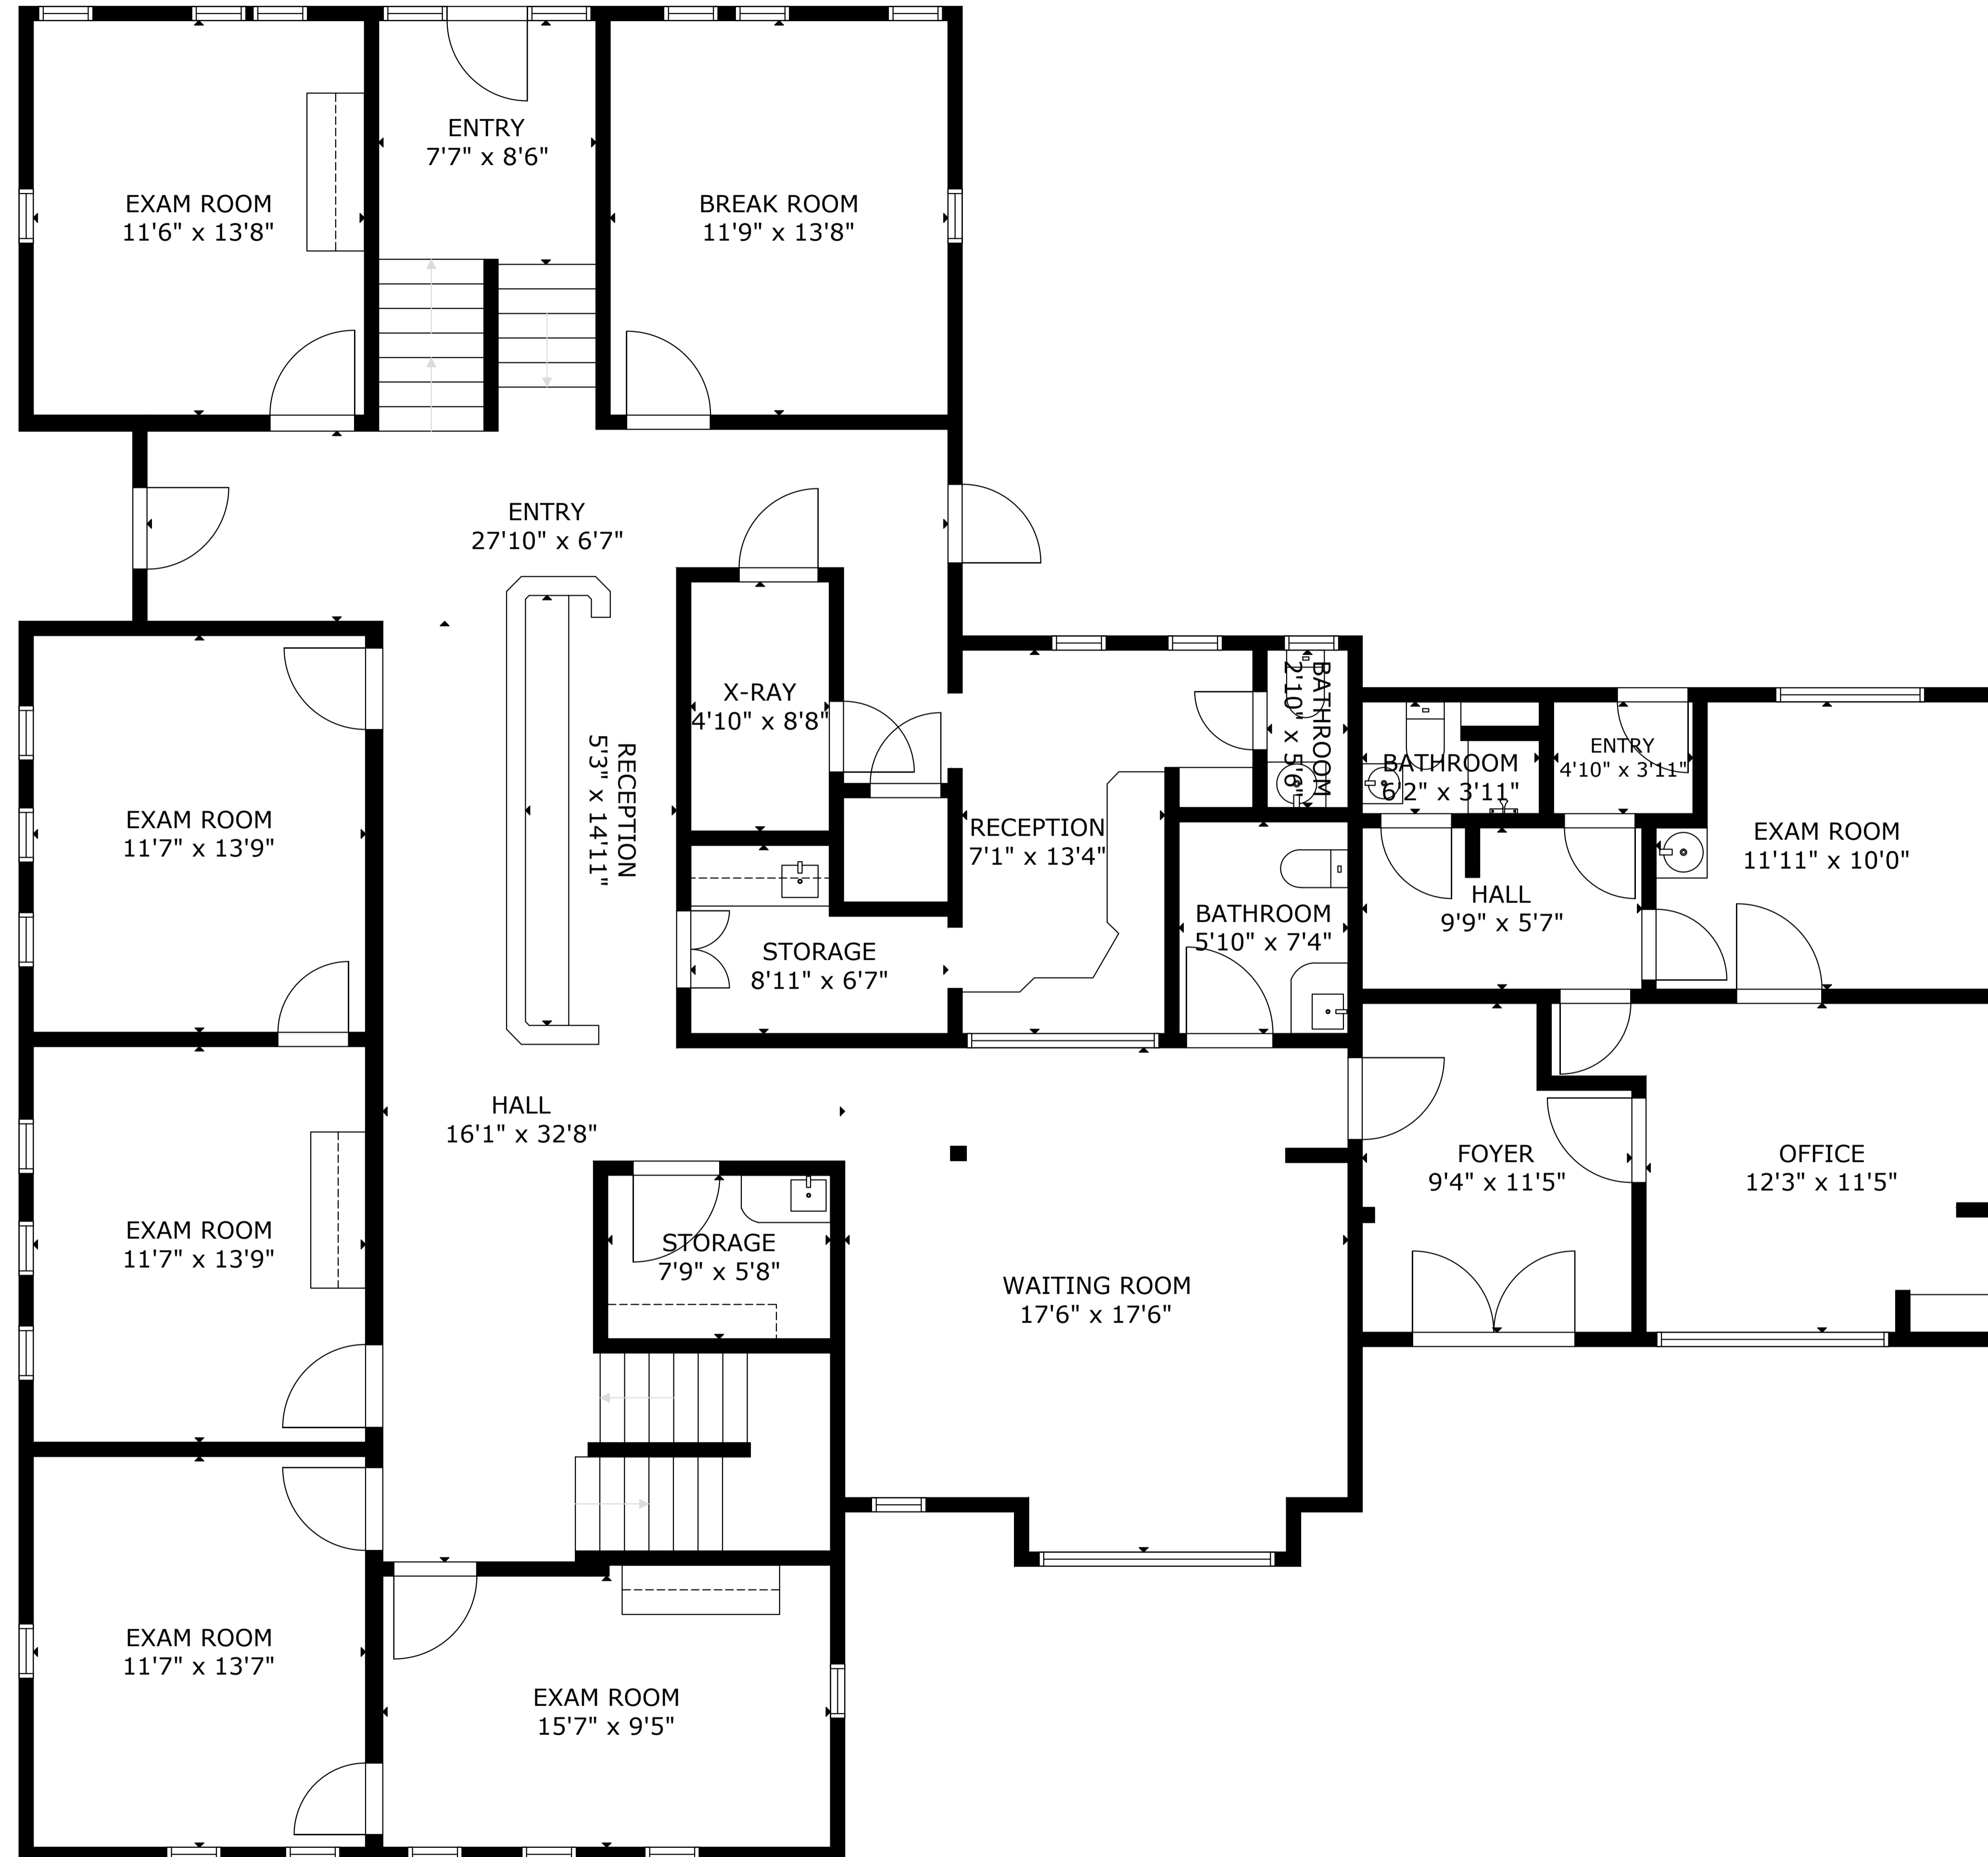 ENTRY
7'7" x 8'6"
EXAM ROOM
11'6" x 13'8"
BREAK ROOM
11'9" x 13'8"
ENTRY
27'10" x 6'7"
X-RAY
4'10" x 8'8"
BATHROOM
2'10" x 5'6"
RECEPTION
5'3" x 14'11"
EXAM ROOM
11'7" x 13'9"
RECEPTION
7'1" x 13'4"
BATHROOM
6'2" x 3'11"
ENTRY
4'10" x 3'11"
EXAM ROOM
11'11" x 10'0"
HALL
9'9" x 5'7"
BATHROOM
5'10" x 7'4"
STORAGE
8'11" x 6'7"
HALL
16'1" x 32'8"
FOYER
9'4" x 11'5"
OFFICE
12'3" x 11'5"
EXAM ROOM
11'7" x 13'9"
STORAGE
7'9" x 5'8"
WAITING ROOM
17'6" x 17'6"
EXAM ROOM
11'7" x 13'7"
EXAM ROOM
15'7" x 9'5"